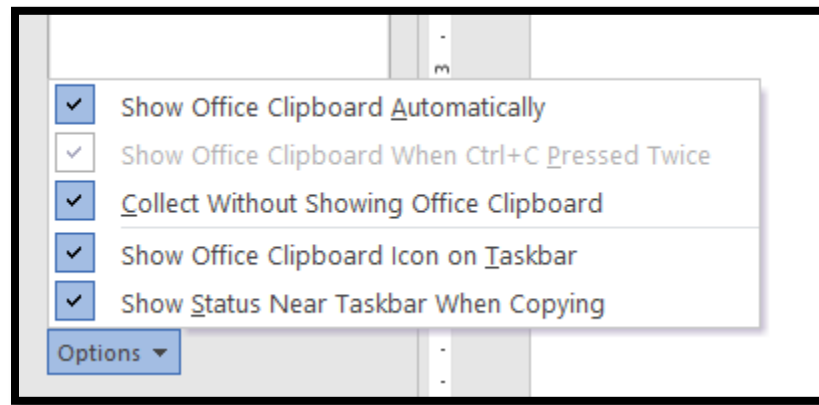 3
Show Office Clipboard Automatically
Show Office Clipboard When Ctrl+C Pressed Twice
Collect Without Showing Office Clipboard
Show Office Clipboard Icon on Taskbar
Show Status Near Taskbar When Copying
Options